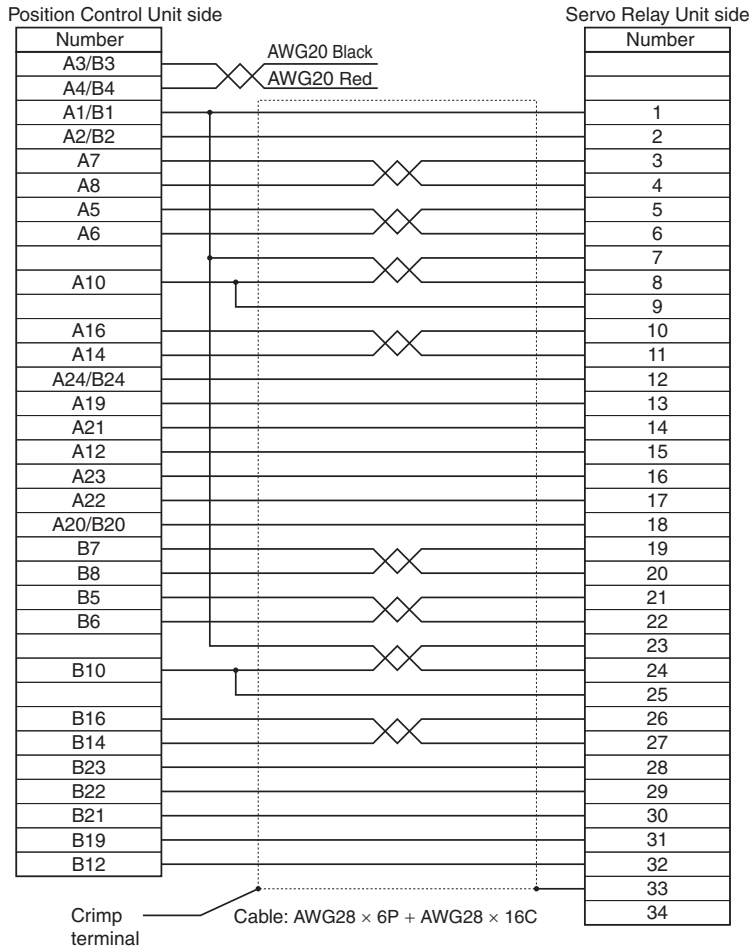 Position Control Unit side Servo Relay Unit side
Number Number
A3/B3 AWG20 Black
A4/B4 AWG20 Red
A1/B1 1
A2/B2 2
A7 3
A8 4
A5 5
A6 6
7
A10 8
9
A16 10
A14 11
A24/B24 12
A19 13
A21 14
A12 15
A23 16
A22 17
A20/B20 18
B7 19
B8 20
B5 21
B6 22
23
B10 24
25
B16 26
B14 27
B23 28
B22 29
B21 30
B19 31
B12 32
33
Crimp terminal Cable: AWG28 × 6P + AWG28 × 16C 34